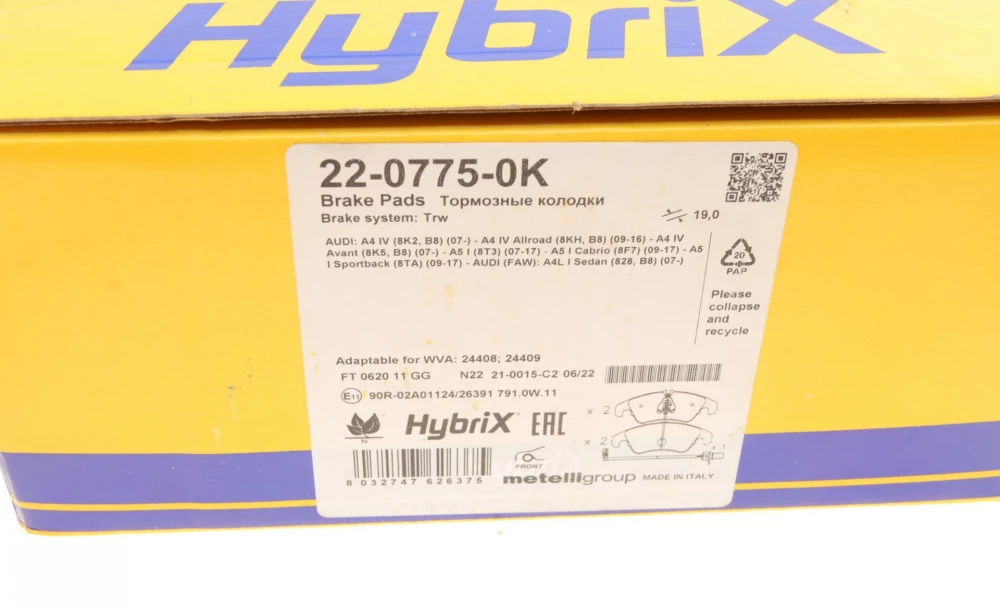 HybriX
22-0775-0K
Brake Pads Тормозные колодки
Brake system: Trw
19,0
AUDI: A4 IV (8K2, B8) (07-) - A4 IV Allroad (8KH, B8) (09-16) - A4 IV
Avant (8K5, B8) (07-) - A5 I (8T3) (07-17) - A5 I Cabrio (8F7) (09-17) - A5
I Sportback (8TA) (09-17) - AUDI (FAW): A4L I Sedan (828, B8) (07-)
20
PAP
Please
collapse
and
recycle
Adaptable for WVA: 24408; 24409
FT 0620 11 GG N22 21-0015-C2 06/22
E11 90R-02A01124/26391 791.0W.11
N
HybriX EAC
x 2
x 2
x 1
FRONT
8 032747 626375
metelligroup MADE IN ITALY